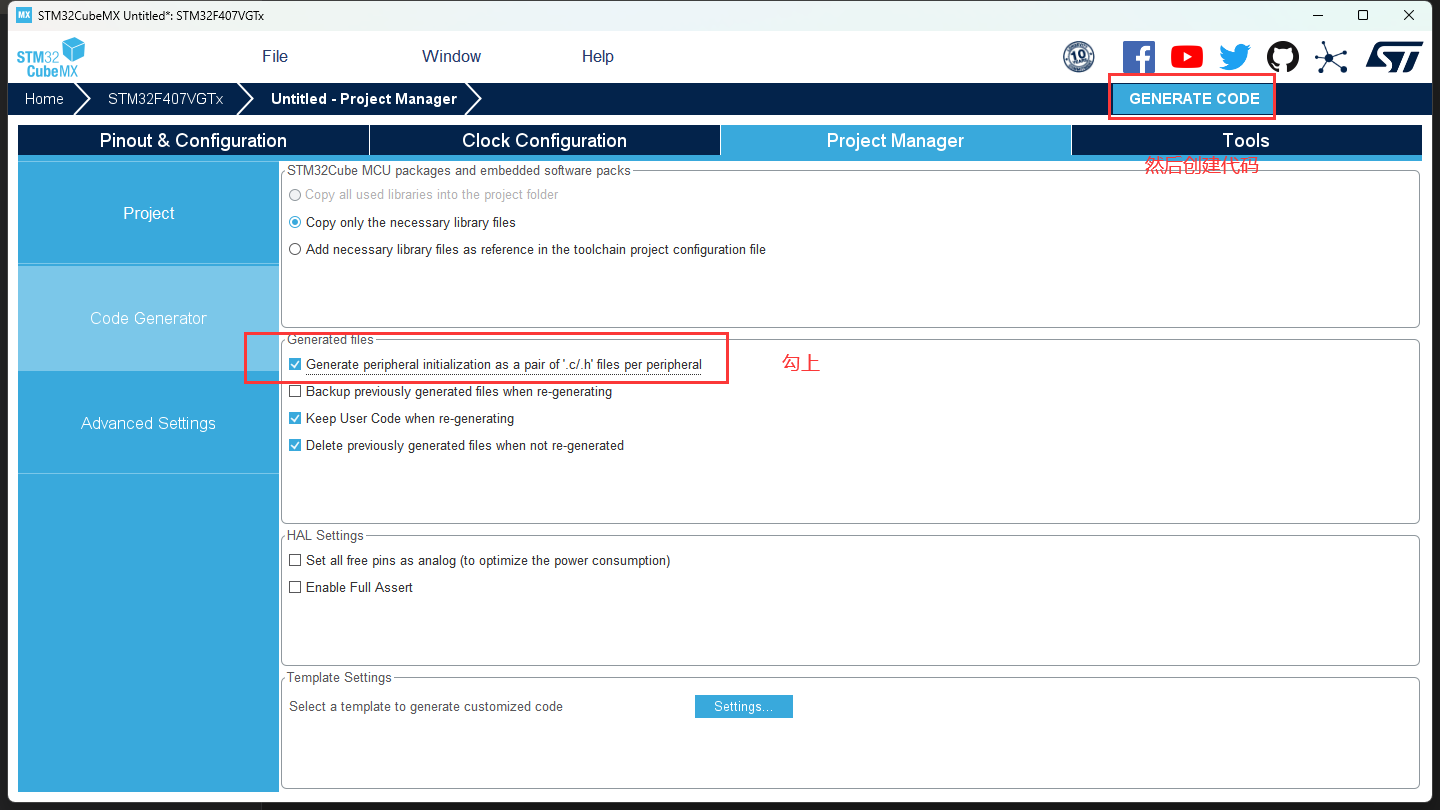 MX STM32CubeMX Untitled*: STM32F407VGTx
STM32
CubeMX
File Window Help
10 YEARS
ST
Home STM32F407VGTx Untitled - Project Manager GENERATE CODE
Pinout & Configuration Clock Configuration Project Manager Tools
然后创建代码
Project
Code Generator
Advanced Settings
STM32Cube MCU packages and embedded software packs
Copy all used libraries into the project folder
Copy only the necessary library files
Add necessary library files as reference in the toolchain project configuration file
Generated files
Generate peripheral initialization as a pair of '.c/.h' files per peripheral 勾上
Backup previously generated files when re-generating
Keep User Code when re-generating
Delete previously generated files when not re-generated
HAL Settings
Set all free pins as analog (to optimize the power consumption)
Enable Full Assert
Template Settings
Select a template to generate customized code Settings...